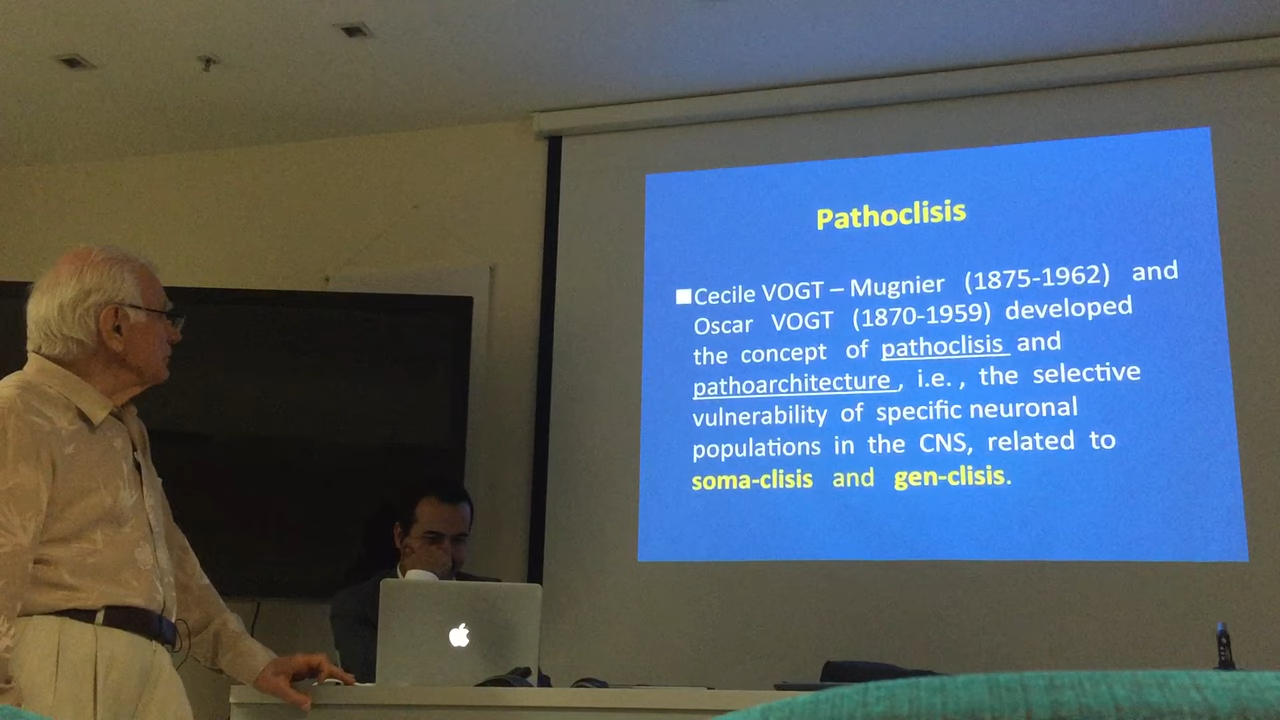 Pathoclisis
Cecile VOGT – Mugnier (1875-1962) and
Oscar VOGT (1870-1959) developed
the concept of pathoclisis and
pathoarchitecture , i.e. , the selective
vulnerability of specific neuronal
populations in the CNS, related to
soma-clisis and gen-clisis.